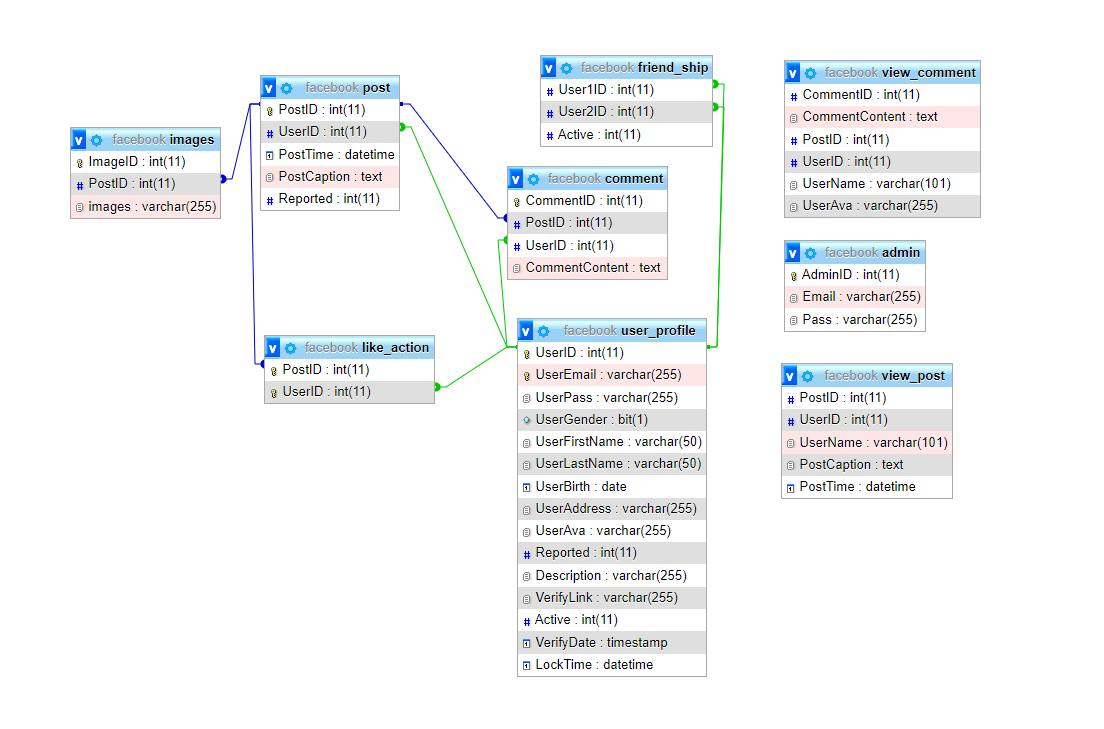 facebook images
ImageID : int(11)
PostID : int(11)
images : varchar(255)
facebook post
PostID : int(11)
UserID : int(11)
PostTime : datetime
PostCaption : text
Reported : int(11)
facebook like_action
PostID : int(11)
UserID : int(11)
facebook friend_ship
User1ID : int(11)
User2ID : int(11)
Active : int(11)
facebook comment
CommentID : int(11)
PostID : int(11)
UserID : int(11)
CommentContent : text
facebook user_profile
UserID : int(11)
UserEmail : varchar(255)
UserPass : varchar(255)
UserGender : bit(1)
UserFirstName : varchar(50)
UserLastName : varchar(50)
UserBirth : date
UserAddress : varchar(255)
UserAva : varchar(255)
Reported : int(11)
Description : varchar(255)
VerifyLink : varchar(255)
Active : int(11)
VerifyDate : timestamp
LockTime : datetime
facebook view_comment
CommentID : int(11)
CommentContent : text
PostID : int(11)
UserID : int(11)
UserName : varchar(101)
UserAva : varchar(255)
facebook admin
AdminID : int(11)
Email : varchar(255)
Pass : varchar(255)
facebook view_post
PostID : int(11)
UserID : int(11)
UserName : varchar(101)
PostCaption : text
PostTime : datetime